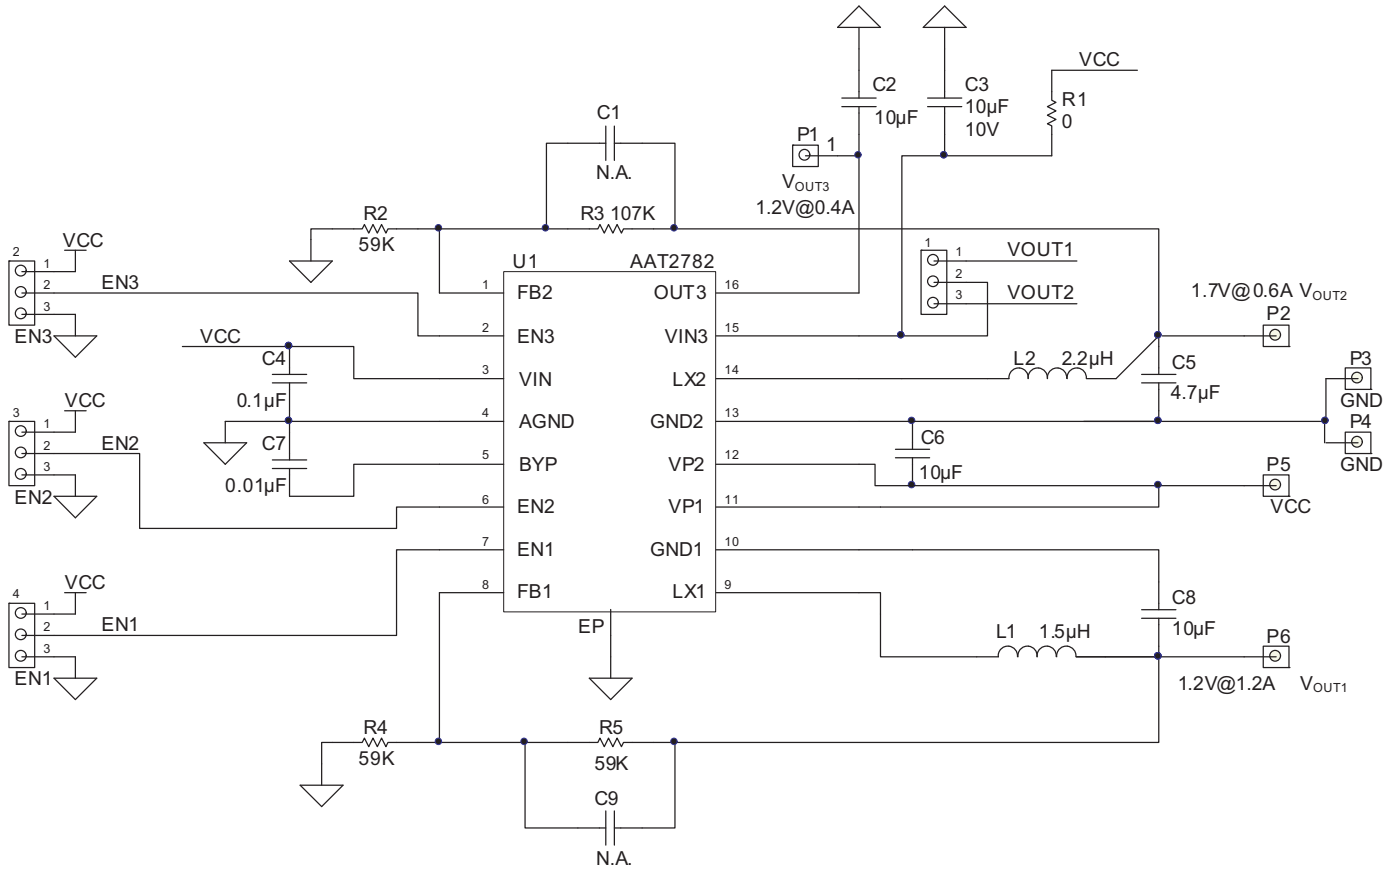 VCC
C2
10µF
C3
10µF
10V
R1
0
C1
N.A.
P1
1
VOUT3
1.2V@0.4A
R2
59K
R3 107K
2
VCC
1
2
3
EN3
EN3
U1
AAT2782
1
VOUT1
1
2
3
VOUT2
1.7V@0.6A VOUT2
P2
1
FB2
OUT3
16
2
EN3
VIN3
15
VCC
C4
0.1µF
3
VIN
LX2
14
L2
2.2µH
C5
4.7µF
P3
GND
P4
GND
4
AGND
GND2
13
C7
0.01µF
5
BYP
VP2
12
C6
10µF
P5
VCC
3
VCC
1
2
3
EN2
EN2
6
EN2
VP1
11
7
EN1
GND1
10
8
FB1
LX1
9
EP
4
VCC
1
2
3
EN1
EN1
C8
10µF
L1
1.5µH
P6
1.2V@1.2A
VOUT1
R4
59K
R5
59K
C9
N.A.